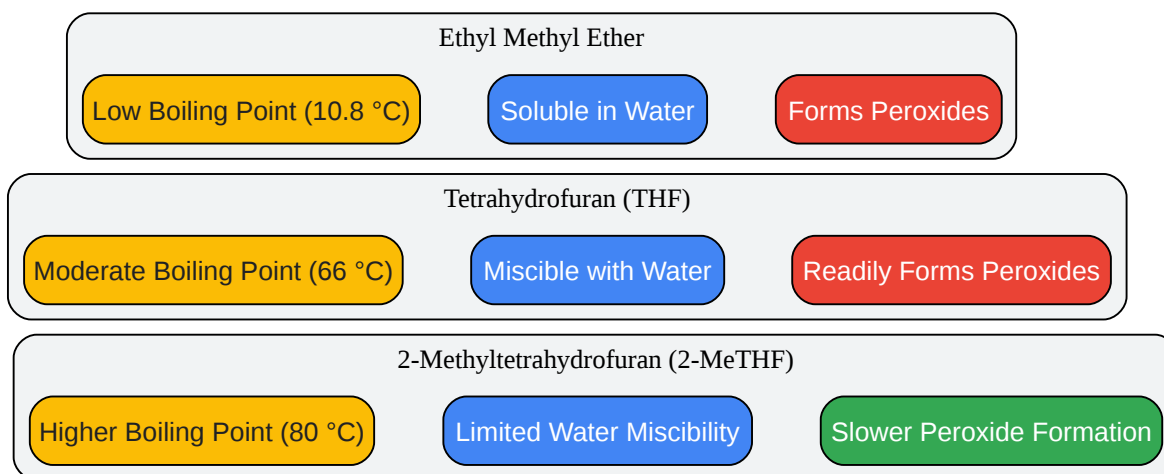 Ethyl Methyl Ether
Low Boiling Point (10.8 °C)
Soluble in Water
Forms Peroxides
Tetrahydrofuran (THF)
Moderate Boiling Point (66 °C)
Miscible with Water
Readily Forms Peroxides
2-Methyltetrahydrofuran (2-MeTHF)
Higher Boiling Point (80 °C)
Limited Water Miscibility
Slower Peroxide Formation